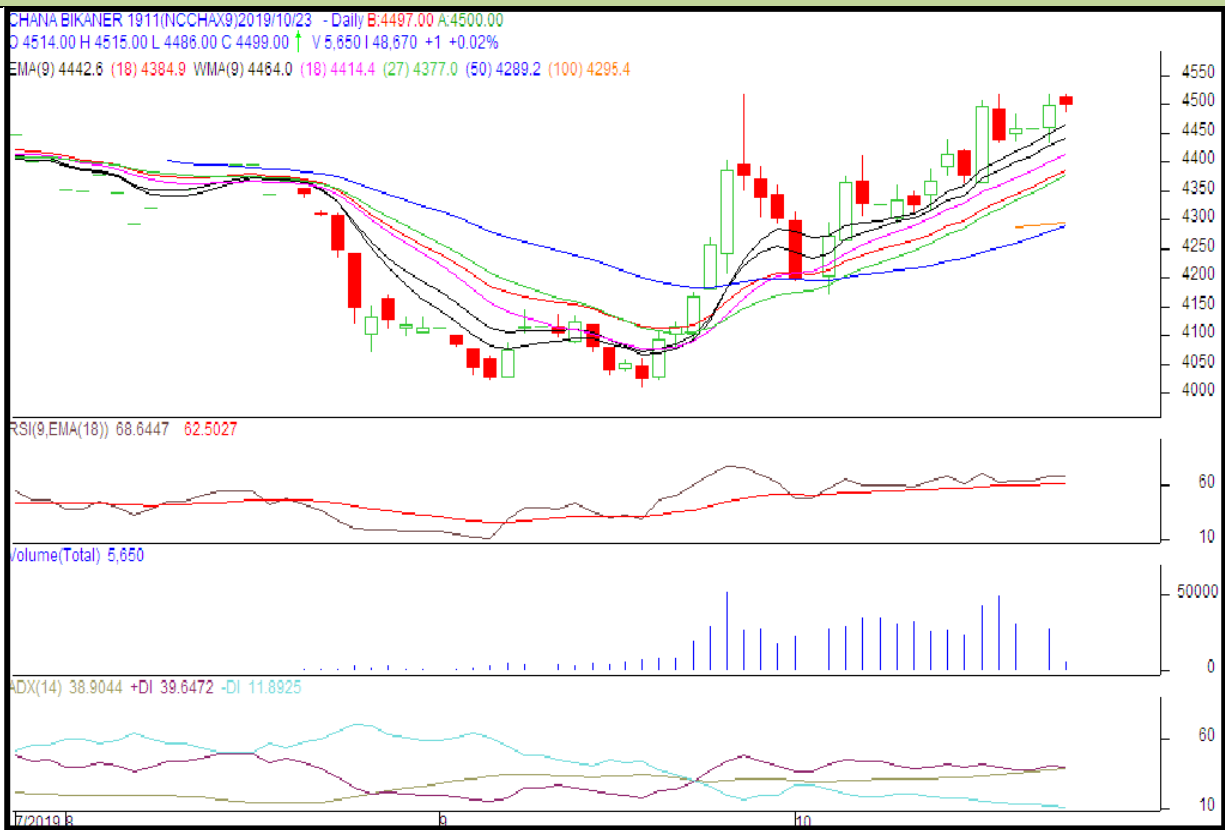 CHANA BIKANER 1911(NCCHAX9)2019/10/23 - Daily B:4497.00 A:4500.00
O 4514.00 H 4515.00 L 4486.00 C 4499.00 V 5,650 I 48,670 +1 +0.02%
EMA(9) 4442.6 (18) 4384.9 WMA(9) 4464.0 (18) 4414.4 (27) 4377.0 (50) 4289.2 (100) 4295.4
4550
4500
4450
4400
4350
4300
4250
4200
4150
4100
4050
4000
RSI(9,EMA(18)) 68.6447 62.5027
60
10
Volume(Total) 5,650
50000
0
ADX(14) 38.9044 +DI 39.6472 -DI 11.8925
60
10
7/2019 8 9 10